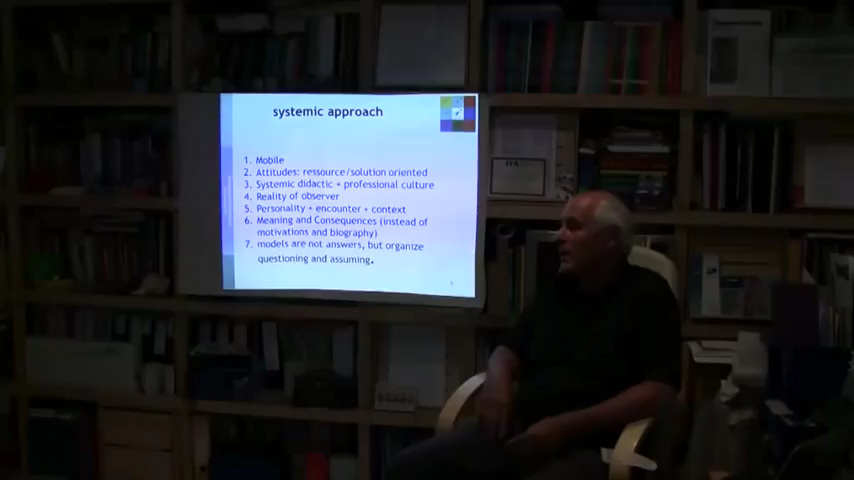 systemic approach
1. Mobile
2. Attitudes: ressource/solution oriented
3. Systemic didactic + professional culture
4. Reality of observer
5. Personality + encounter + context
6. Meaning and Consequences (instead of
motivations and biography)
7. models are not answers, but organize
questioning and assuming.
ITA